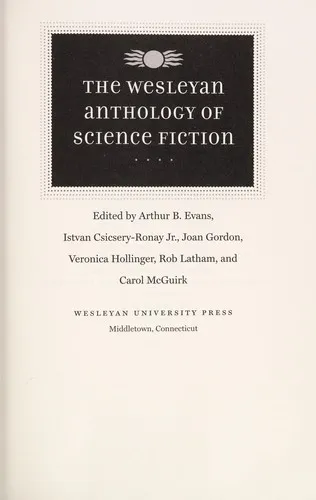 THE WESLEYAN
ANTHOLOGY OF
SCIENCE FICTION
Edited by Arthur B. Evans,
Istvan Csicsery-Ronay Jr., Joan Gordon,
Veronica Hollinger, Rob Latham, and
Carol McGuirk
WESLEYAN UNIVERSITY PRESS
Middletown, Connecticut